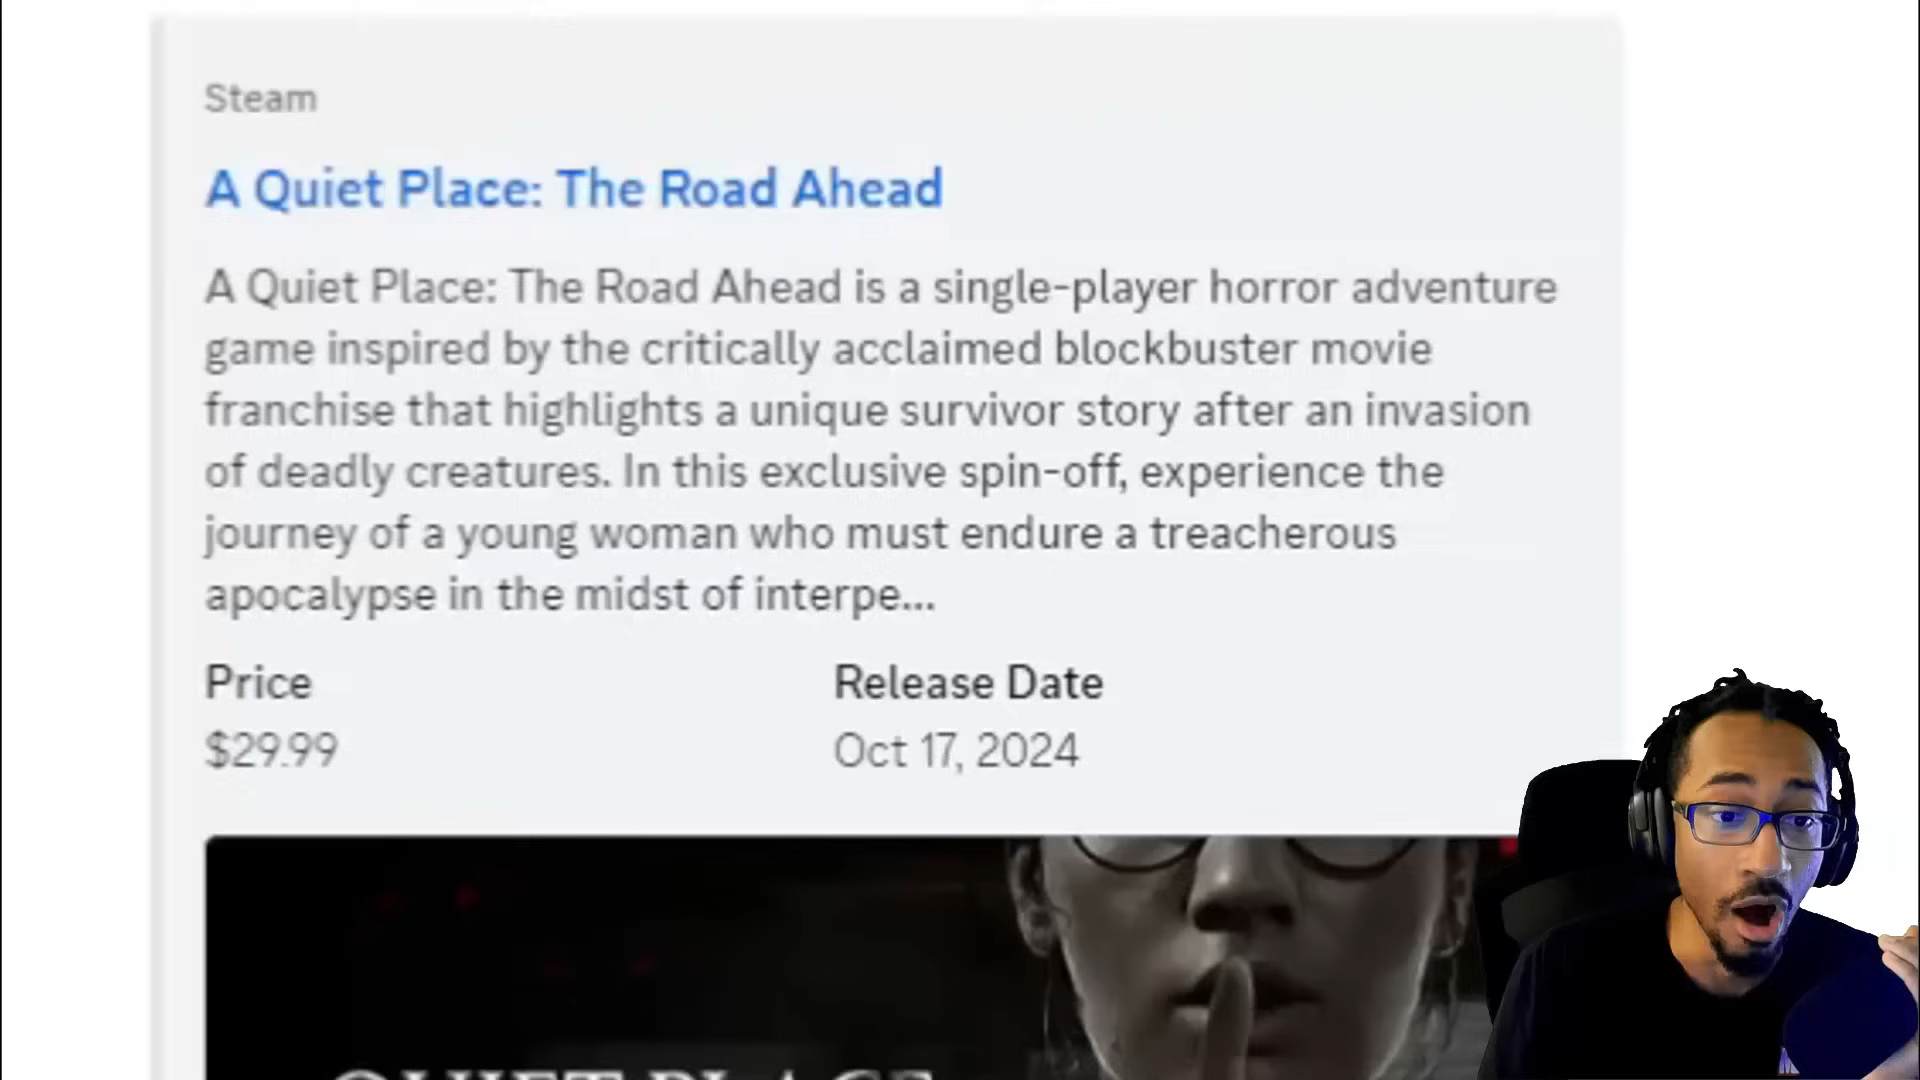 Steam
A Quiet Place: The Road Ahead
A Quiet Place: The Road Ahead is a single-player horror adventure
game inspired by the critically acclaimed blockbuster movie
franchise that highlights a unique survivor story after an invasion
of deadly creatures. In this exclusive spin-off, experience the
journey of a young woman who must endure a treacherous
apocalypse in the midst of interpe...
Price
Release Date
$29.99
Oct 17, 2024
QUIET PLACE